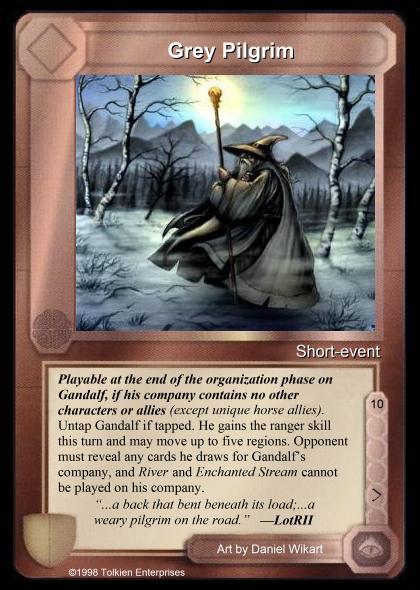 Grey Pilgrim
Short-event
Playable at the end of the organization phase on
Gandalf, if his company contains no other
characters or allies (except unique horse allies).
Untap Gandalf if tapped. He gains the ranger skill
this turn and may move up to five regions. Opponent
must reveal any cards he draws for Gandalf's
company, and River and Enchanted Stream cannot
be played on his company.
"...a back that bent beneath its load;...a
weary pilgrim on the road." —LotRII
10
Art by Daniel Wikart
©1998 Tolkien Enterprises